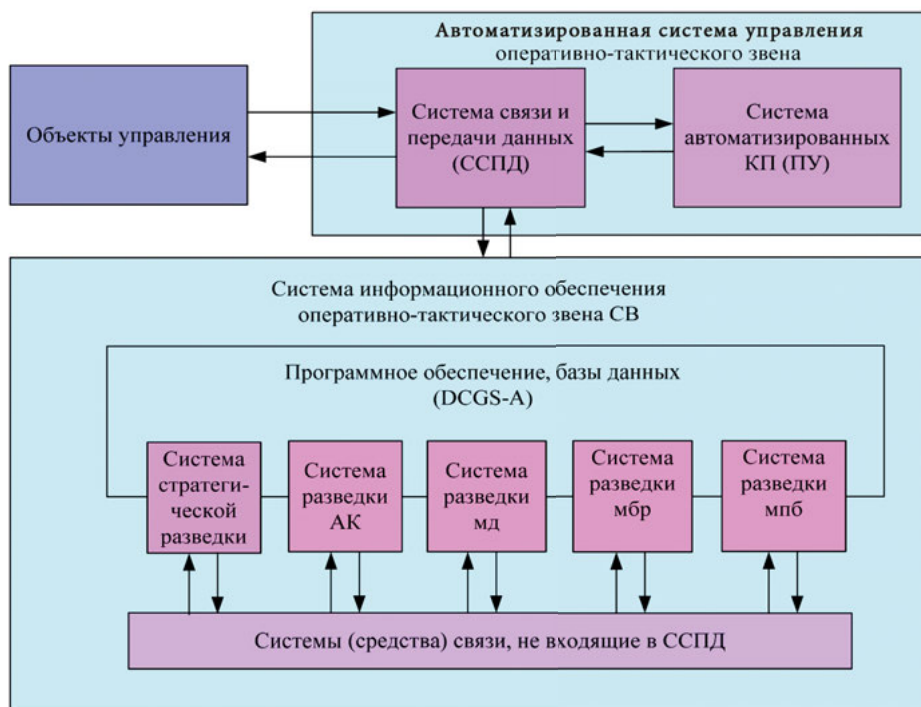 Автоматизированная система управления
оперативно-тактического звена
Объекты управления
Система связи и
передачи данных
(ССПД)
Система
автоматизированных
КП (ПУ)
Система информационного обеспечения
оперативно-тактического звена СВ
Программное обеспечение, базы данных
(DCGS-A)
Система
стратеги-
ческой
разведки
Система
разведки
АК
Система
разведки
мд
Система
разведки
мбр
Система
разведки
мпб
Системы (средства) связи, не входящие в ССПД